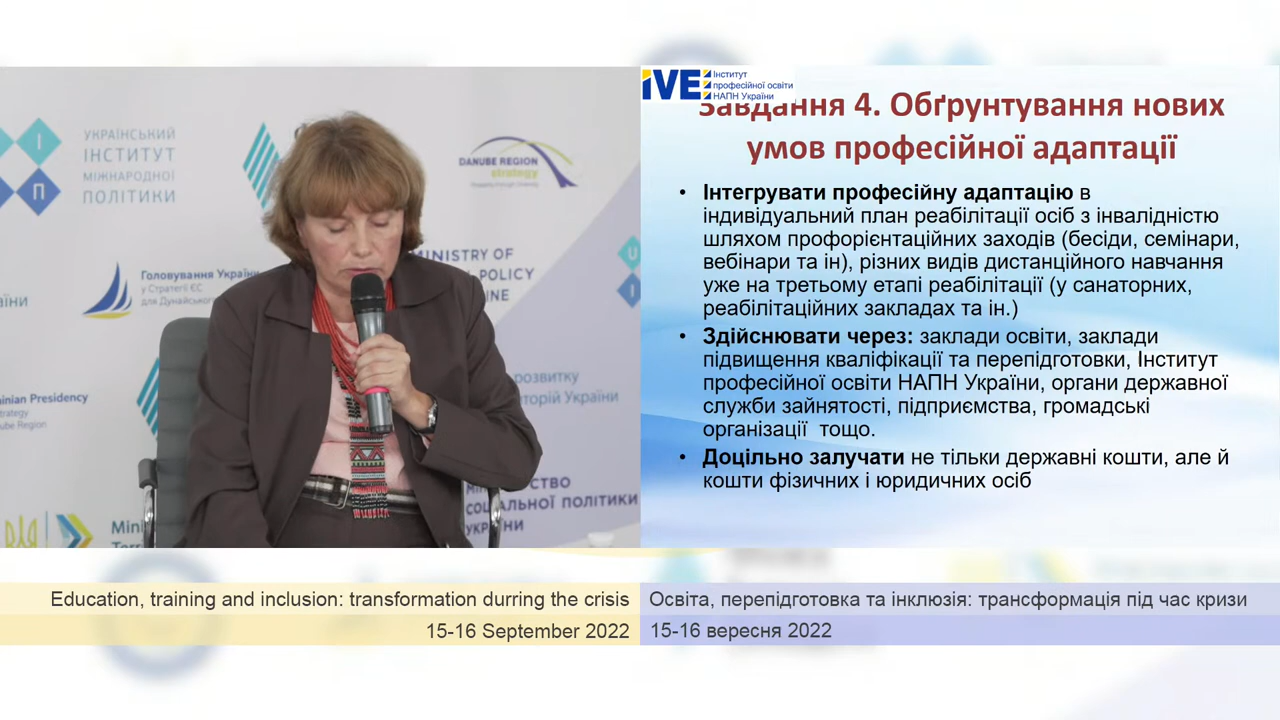 УКРАЇНСЬКИЙ
ІНСТИТУТ
МІЖНАРОДНОЇ
ПОЛІТИКИ
DANUBE REGION
strategy
MINISTRY OF
POLICY
Головування України
у Стратегії ЄС
для Дунайського
Presidency
Region
розвитку
України
СОЦІАЛЬНОЇ ПОЛІТИКИ
УКРАЇНИ
IVE
Інститут
професійної освіти
НАПН України
Завдання 4. Обґрунтування нових
умов професійної адаптації
• Інтегрувати професійну адаптацію в
індивідуальний план реабілітації осіб з інвалідністю
шляхом профорієнтаційних заходів (бесіди, семінари,
вебінари та ін), різних видів дистанційного навчання
уже на третьому етапі реабілітації (у санаторних,
реабілітаційних закладах та ін.)
• Здійснювати через: заклади освіти, заклади
підвищення кваліфікації та перепідготовки, Інститут
професійної освіти НАПН України, органи державної
служби зайнятості, підприємства, громадські
організації тощо.
• Доцільно залучати не тільки державні кошти, але й
кошти фізичних і юридичних осіб
Education, training and inclusion: transformation durring the crisis
15-16 September 2022
Освіта, перепідготовка та інклюзія: трансформація під час кризи
15-16 вересня 2022